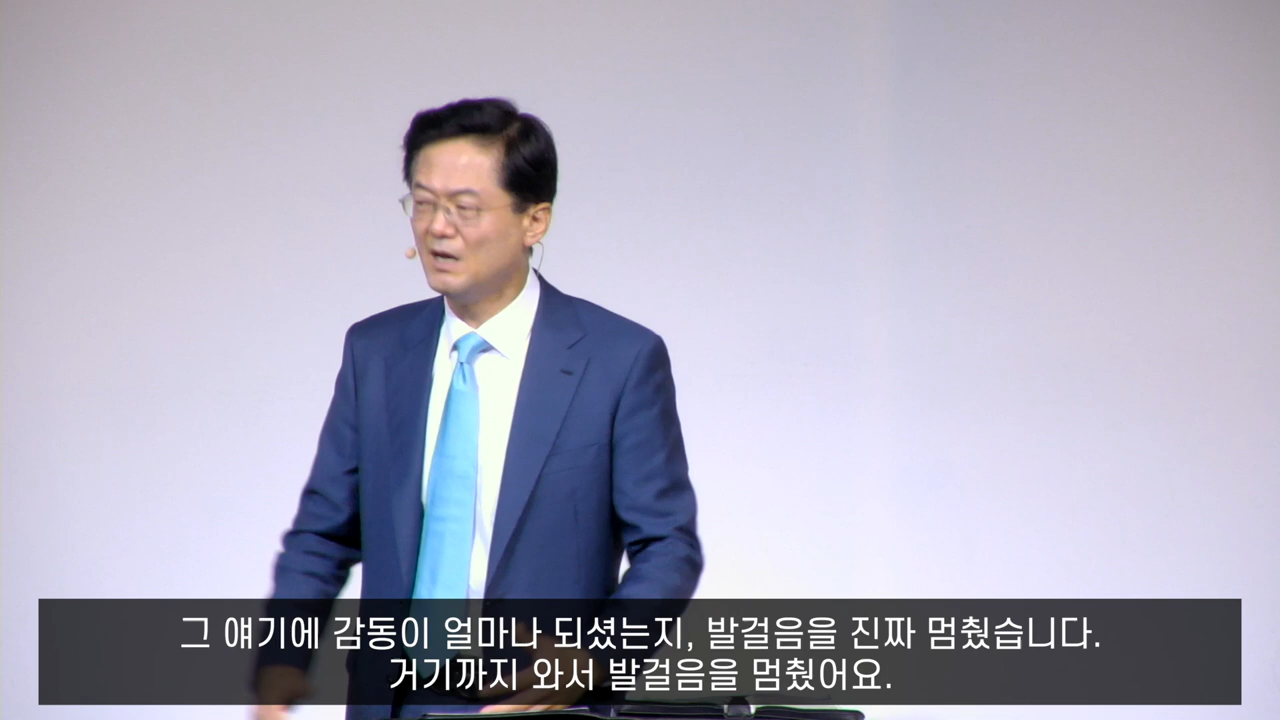 그 얘기에 감동이 얼마나 되셨는지, 발걸음을 진짜 멈췄습니다.
거기까지 와서 발걸음을 멈췄어요.